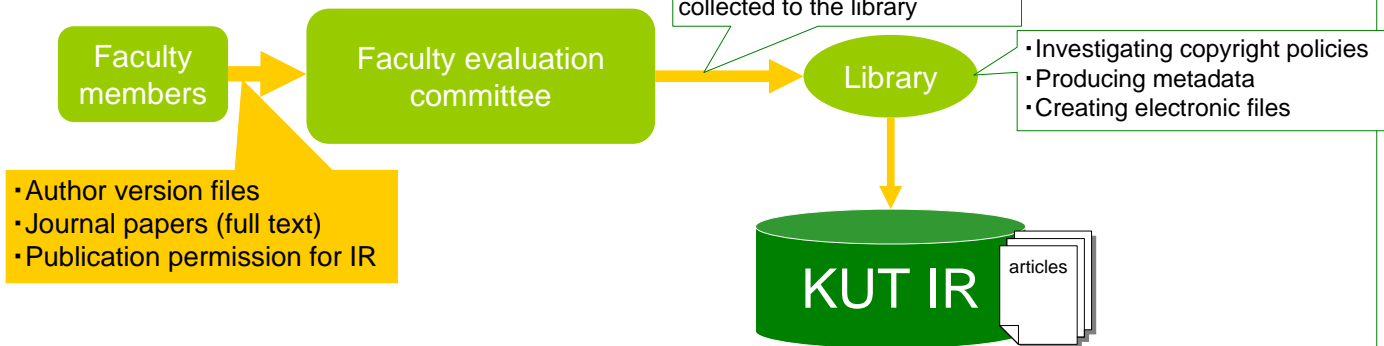 collected to the library
Faculty
members
Faculty evaluation
committee
Library
・Investigating copyright policies
・Producing metadata
・Creating electronic files
・Author version files
・Journal papers (full text)
・Publication permission for IR
KUT IR
articles